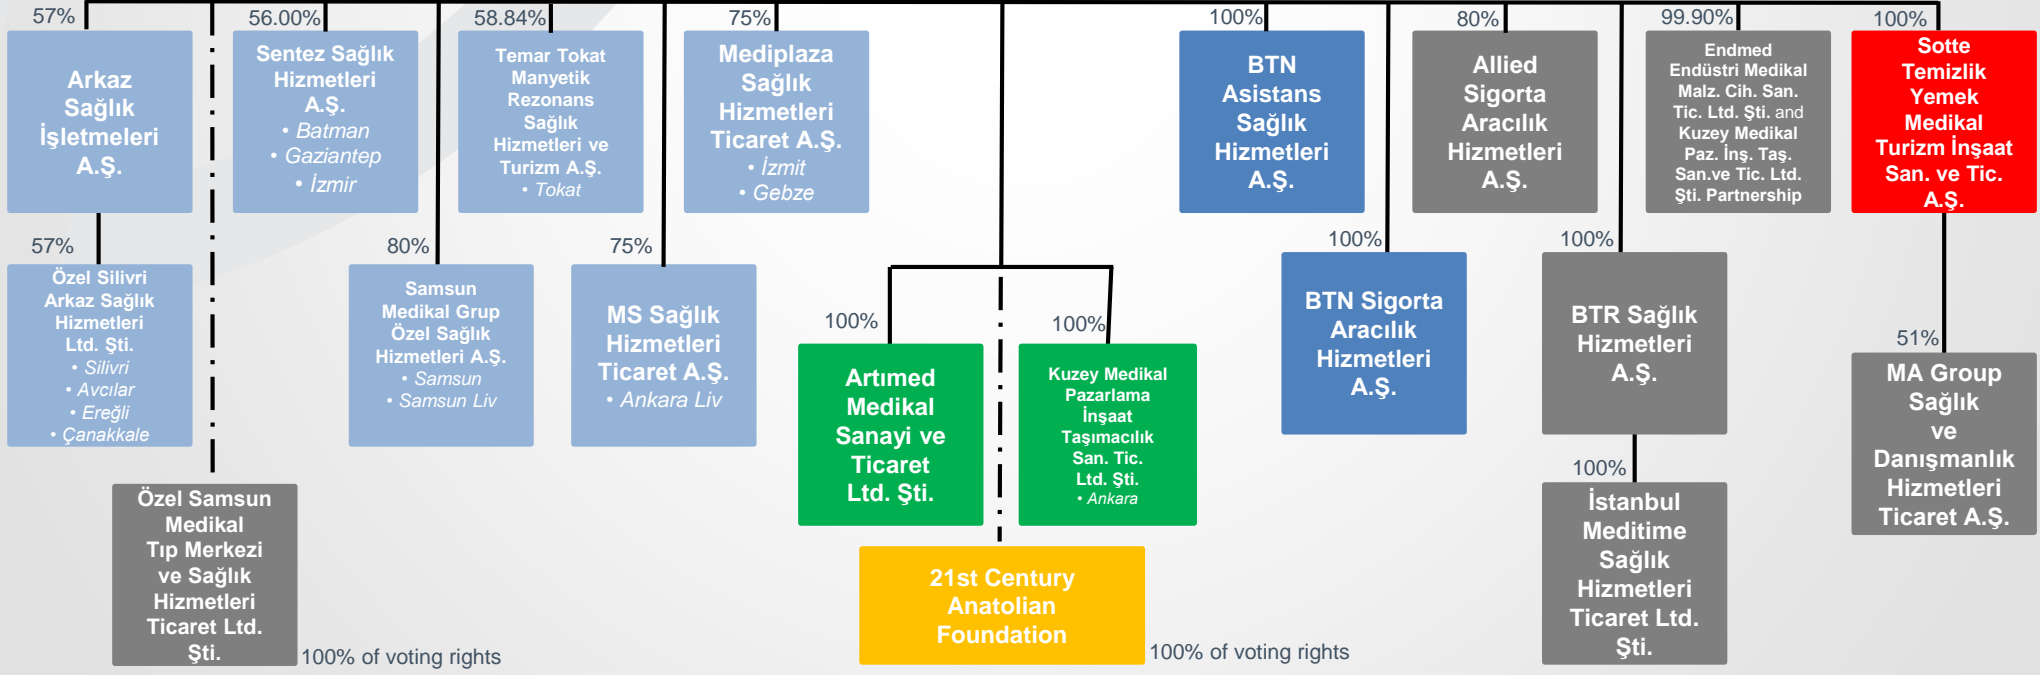 57%
Arkaz
Sağlık
İşletmeleri
A.Ş.
56.00%
Sentez Sağlık
Hizmetleri
A.Ş.
• Batman
• Gaziantep
• İzmir
58.84%
Temar Tokat
Manyetik
Rezonans
Sağlık
Hizmetleri ve
Turizm A.Ş.
• Tokat
75%
Mediplaza
Sağlık
Hizmetleri
Ticaret A.Ş.
• İzmit
• Gebze
100%
BTN
Asistans
Sağlık
Hizmetleri
A.Ş.
80%
Allied
Sigorta
Aracılık
Hizmetleri
A.Ş.
99.90%
Endmed
Endüstri Medikal
Malz. Cih. San.
Tic. Ltd. Şti. and
Kuzey Medikal
Paz. İnş. Taş.
San.ve Tic. Ltd.
Şti. Partnership
100%
Sotte
Temizlik
Yemek
Medikal
Turizm İnşaat
San. ve Tic.
A.Ş.
57%
Özel Silivri
Arkaz Sağlık
Hizmetleri
Ltd. Şti.
• Silivri
• Avcılar
• Ereğli
• Çanakkale
80%
Samsun
Medikal Grup
Özel Sağlık
Hizmetleri A.Ş.
• Samsun
• Samsun Liv
75%
MS Sağlık
Hizmetleri
Ticaret A.Ş.
• Ankara Liv
100%
Artımed
Medikal
Sanayi ve
Ticaret
Ltd. Şti.
100%
Kuzey Medikal
Pazarlama
İnşaat
Taşımacılık
San. Tic.
Ltd. Şti.
• Ankara
100%
BTN Sigorta
Aracılık
Hizmetleri
A.Ş.
100%
BTR Sağlık
Hizmetleri
A.Ş.
51%
MA Group
Sağlık
ve
Danışmanlık
Hizmetleri
Ticaret A.Ş.
Özel Samsun
Medikal
Tıp Merkezi
ve Sağlık
Hizmetleri
Ticaret Ltd.
Şti.
100% of voting rights
21st Century
Anatolian
Foundation
100% of voting rights
100%
İstanbul
Meditime
Sağlık
Hizmetleri
Ticaret Ltd.
Şti.